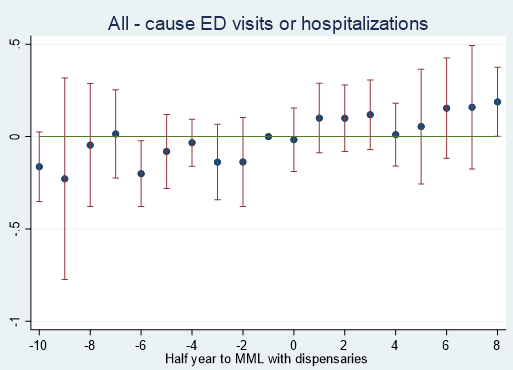 All - cause ED visits or hospitalizations
.5
0
-.5
-1
-10 -8 -6 -4 -2 0 2 4 6 8
Half year to MML with dispensaries